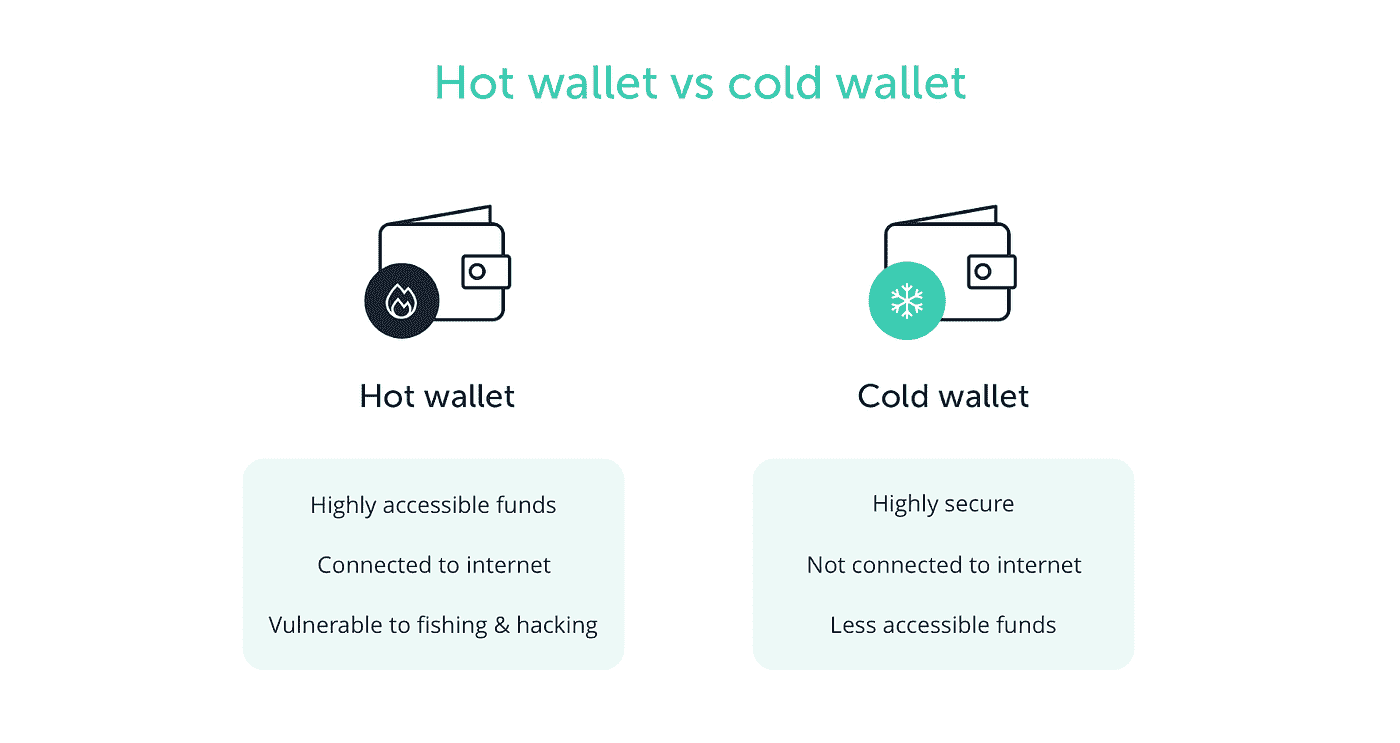 Hot wallet vs cold wallet
Hot wallet
Highly accessible funds
Connected to internet
Vulnerable to fishing & hacking
Cold wallet
Highly secure
Not connected to internet
Less accessible funds